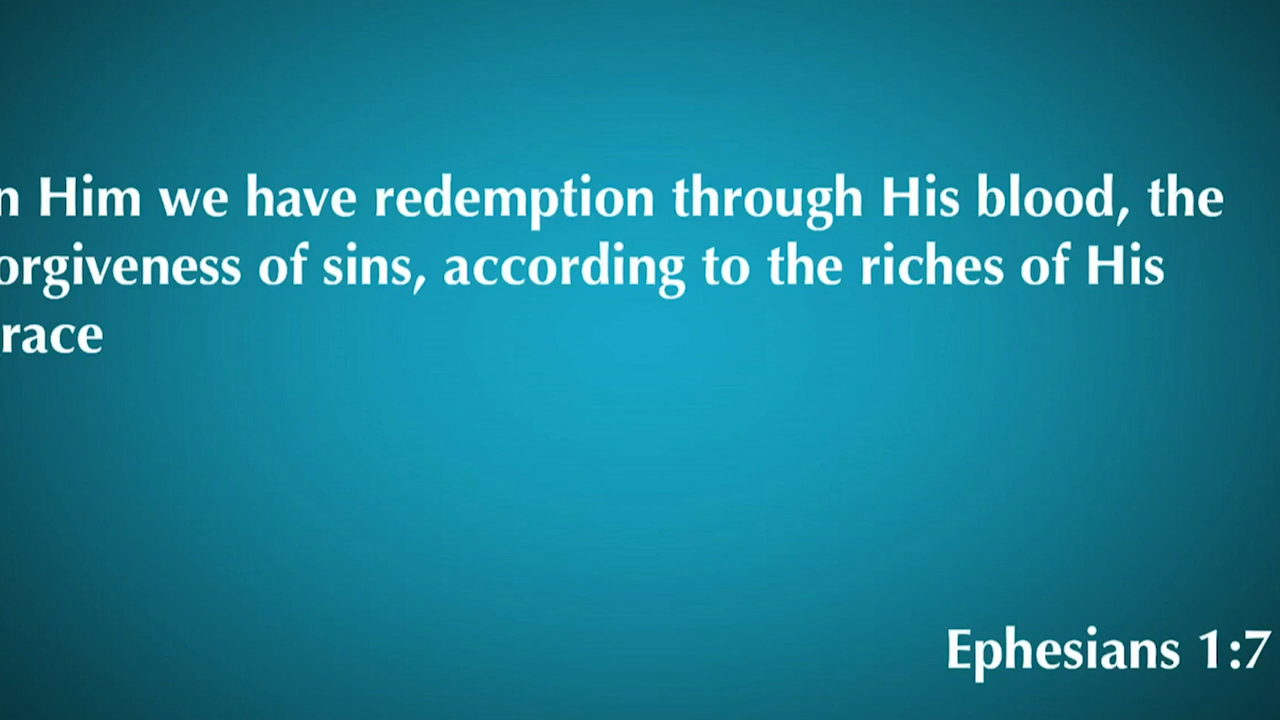 n Him we have redemption through His blood, the
orgiveness of sins, according to the riches of His
race
Ephesians 1:7